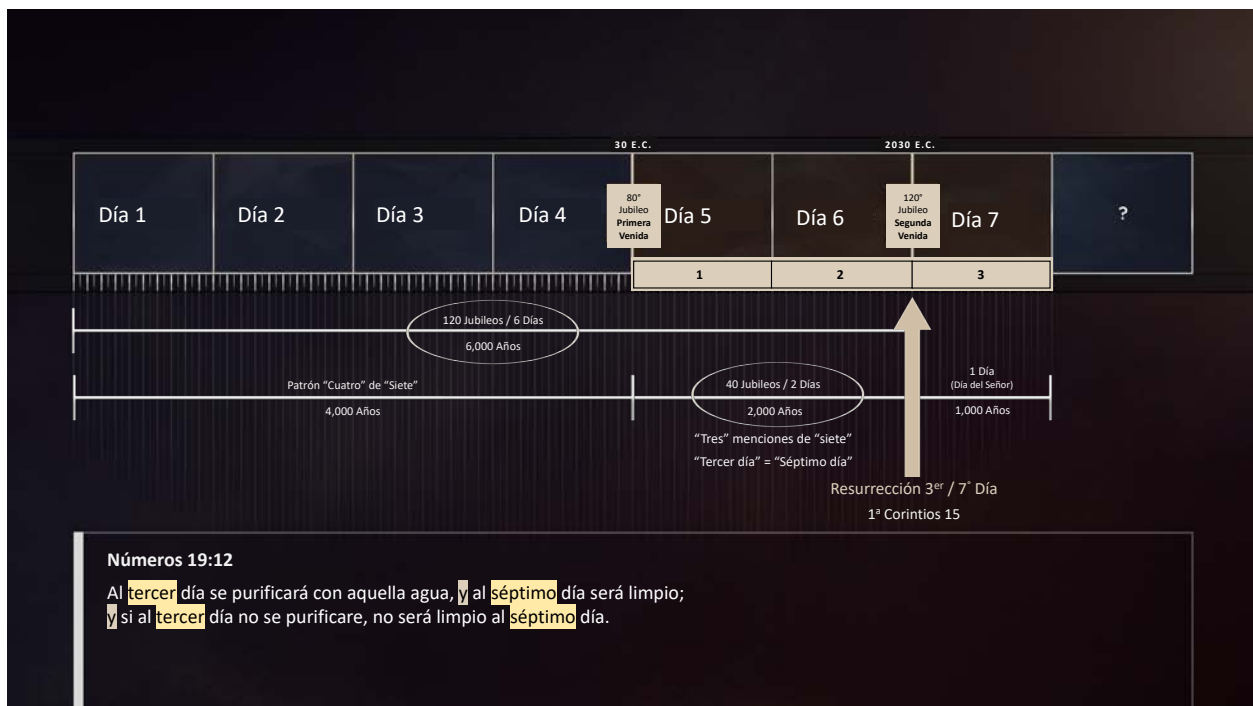 30 E.C.
2030 E.C.
Día 1
Día 2
Día 3
Día 4
80°
Jubileo
Primera
Venida
Día 5
Día 6
120°
Jubileo
Segunda
Venida
Día 7
?
1
2
3
120 Jubileos / 6 Días
6,000 Años
Patrón “Cuatro” de “Siete”
4,000 Años
40 Jubileos / 2 Días
2,000 Años
1 Día
(Día del Señor)
1,000 Años
“Tres” menciones de “siete”
“Tercer día” = “Séptimo día”
Resurrección 3er / 7° Día
1ª Corintios 15
Números 19:12
Al tercer día se purificará con aquella agua, y al séptimo día será limpio;
y si al tercer día no se purificare, no será limpio al séptimo día.